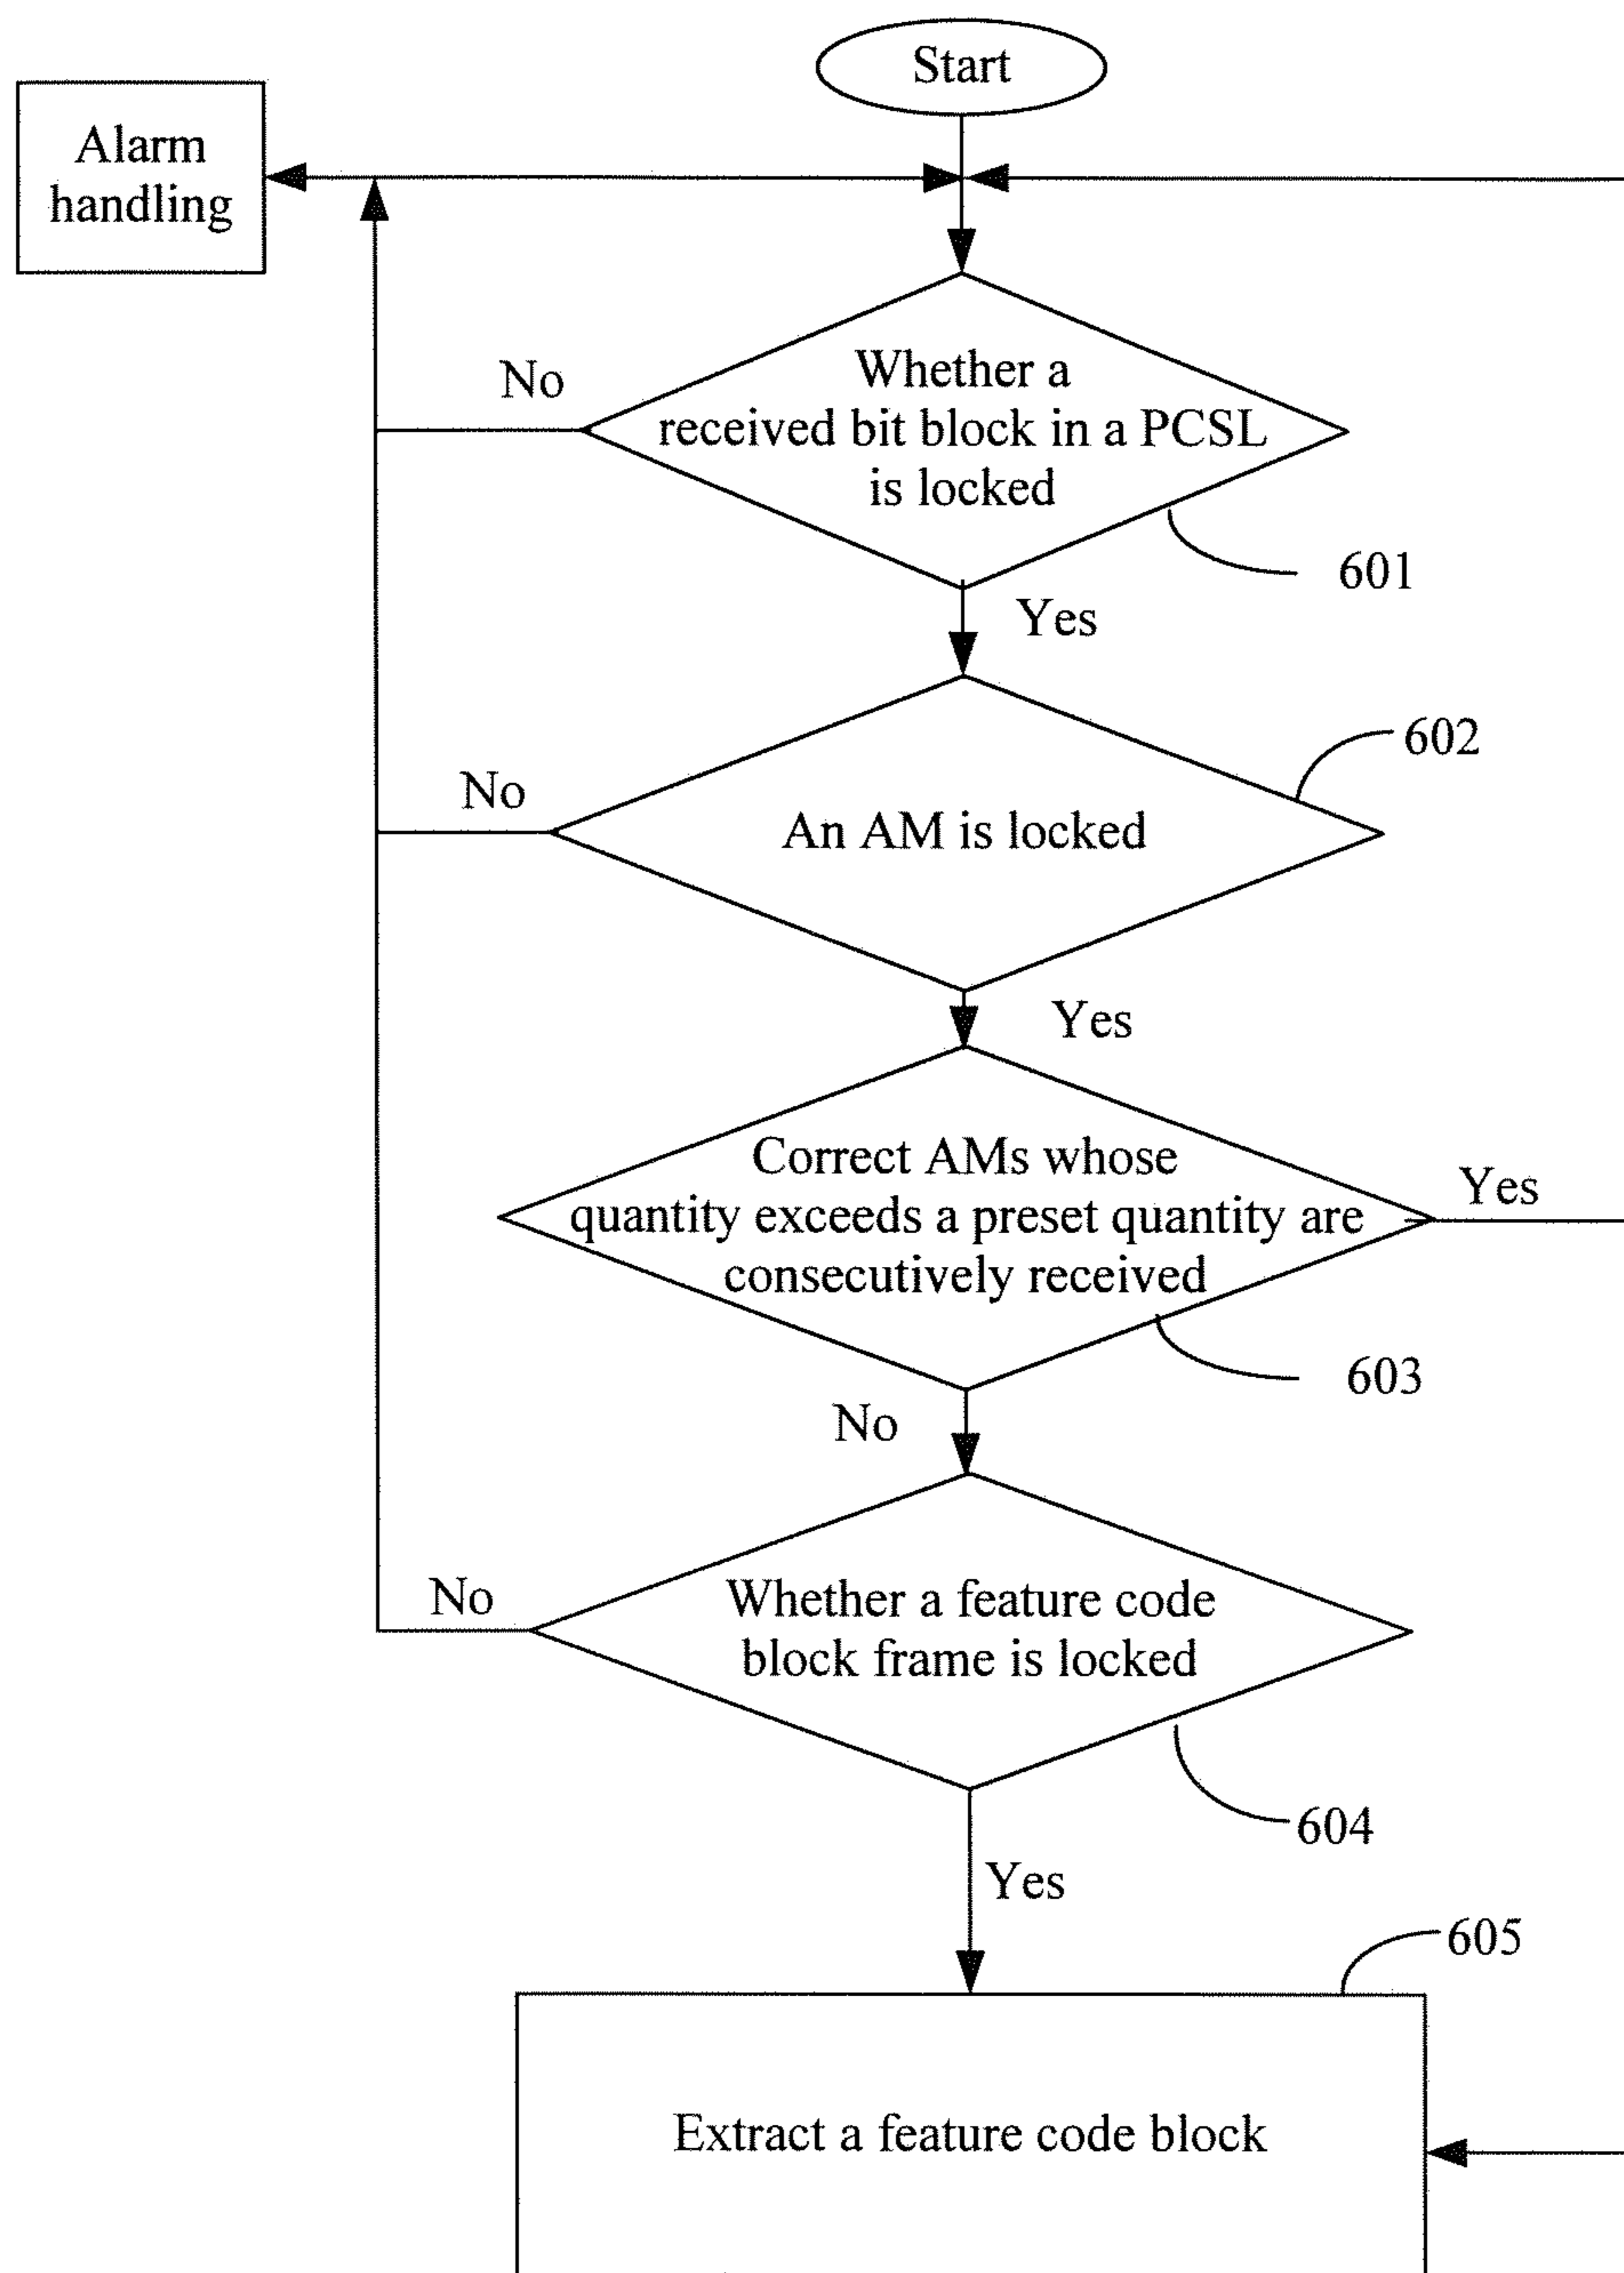 Start
Alarm
handling
No
Whether a
received bit block in a PCSL
is locked
601
Yes
602
No
An AM is locked
Yes
Correct AMs whose
quantity exceeds a preset quantity are
consecutively received
Yes
603
No
No
Whether a feature code
block frame is locked
604
Yes
605
Extract a feature code block